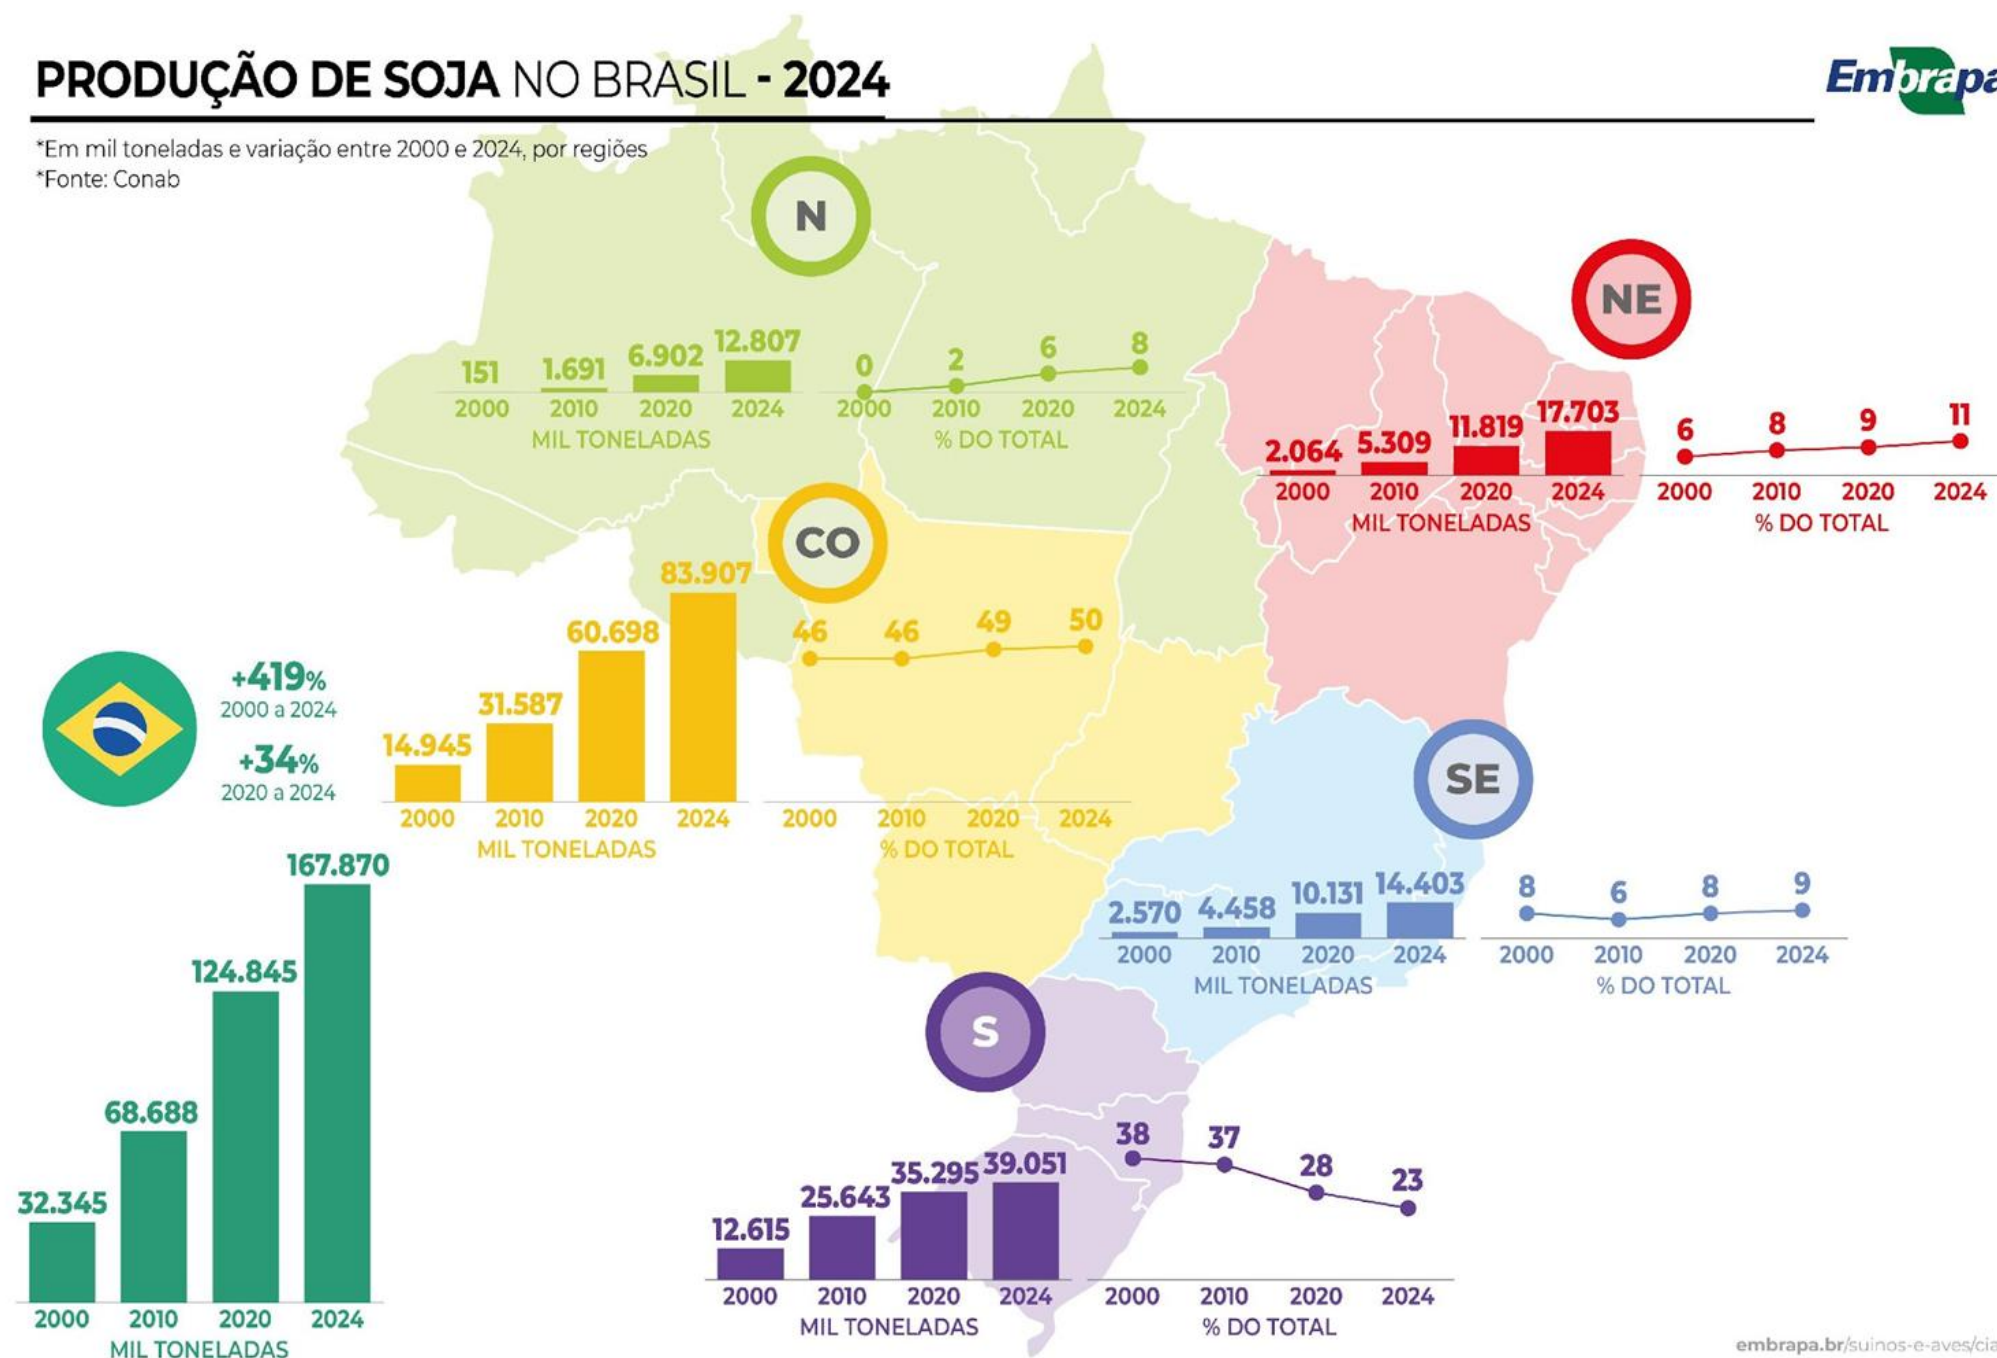 PRODUÇÃO DE SOJA NO BRASIL - 2024
Embrapa
*Em mil toneladas e variação entre 2000 e 2024, por regiões
*Fonte: Conab
N
151 1.691 6.902 12.807
2000 2010 2020 2024
MIL TONELADAS
0 2 6 8
2000 2010 2020 2024
% DO TOTAL
NE
2.064 5.309 11.819 17.703
2000 2010 2020 2024
MIL TONELADAS
6 8 9 11
2000 2010 2020 2024
% DO TOTAL
CO
14.945 31.587 60.698 83.907
2000 2010 2020 2024
MIL TONELADAS
46 46 49 50
2000 2010 2020 2024
% DO TOTAL
+419%
2000 a 2024
+34%
2020 a 2024
32.345 68.688 124.845 167.870
2000 2010 2020 2024
MIL TONELADAS
SE
2.570 4.458 10.131 14.403
2000 2010 2020 2024
MIL TONELADAS
8 6 8 9
2000 2010 2020 2024
% DO TOTAL
S
12.615 25.643 35.295 39.051
2000 2010 2020 2024
MIL TONELADAS
38 37 28 23
2000 2010 2020 2024
% DO TOTAL
embrapa.br/suinos-e-aves/cia